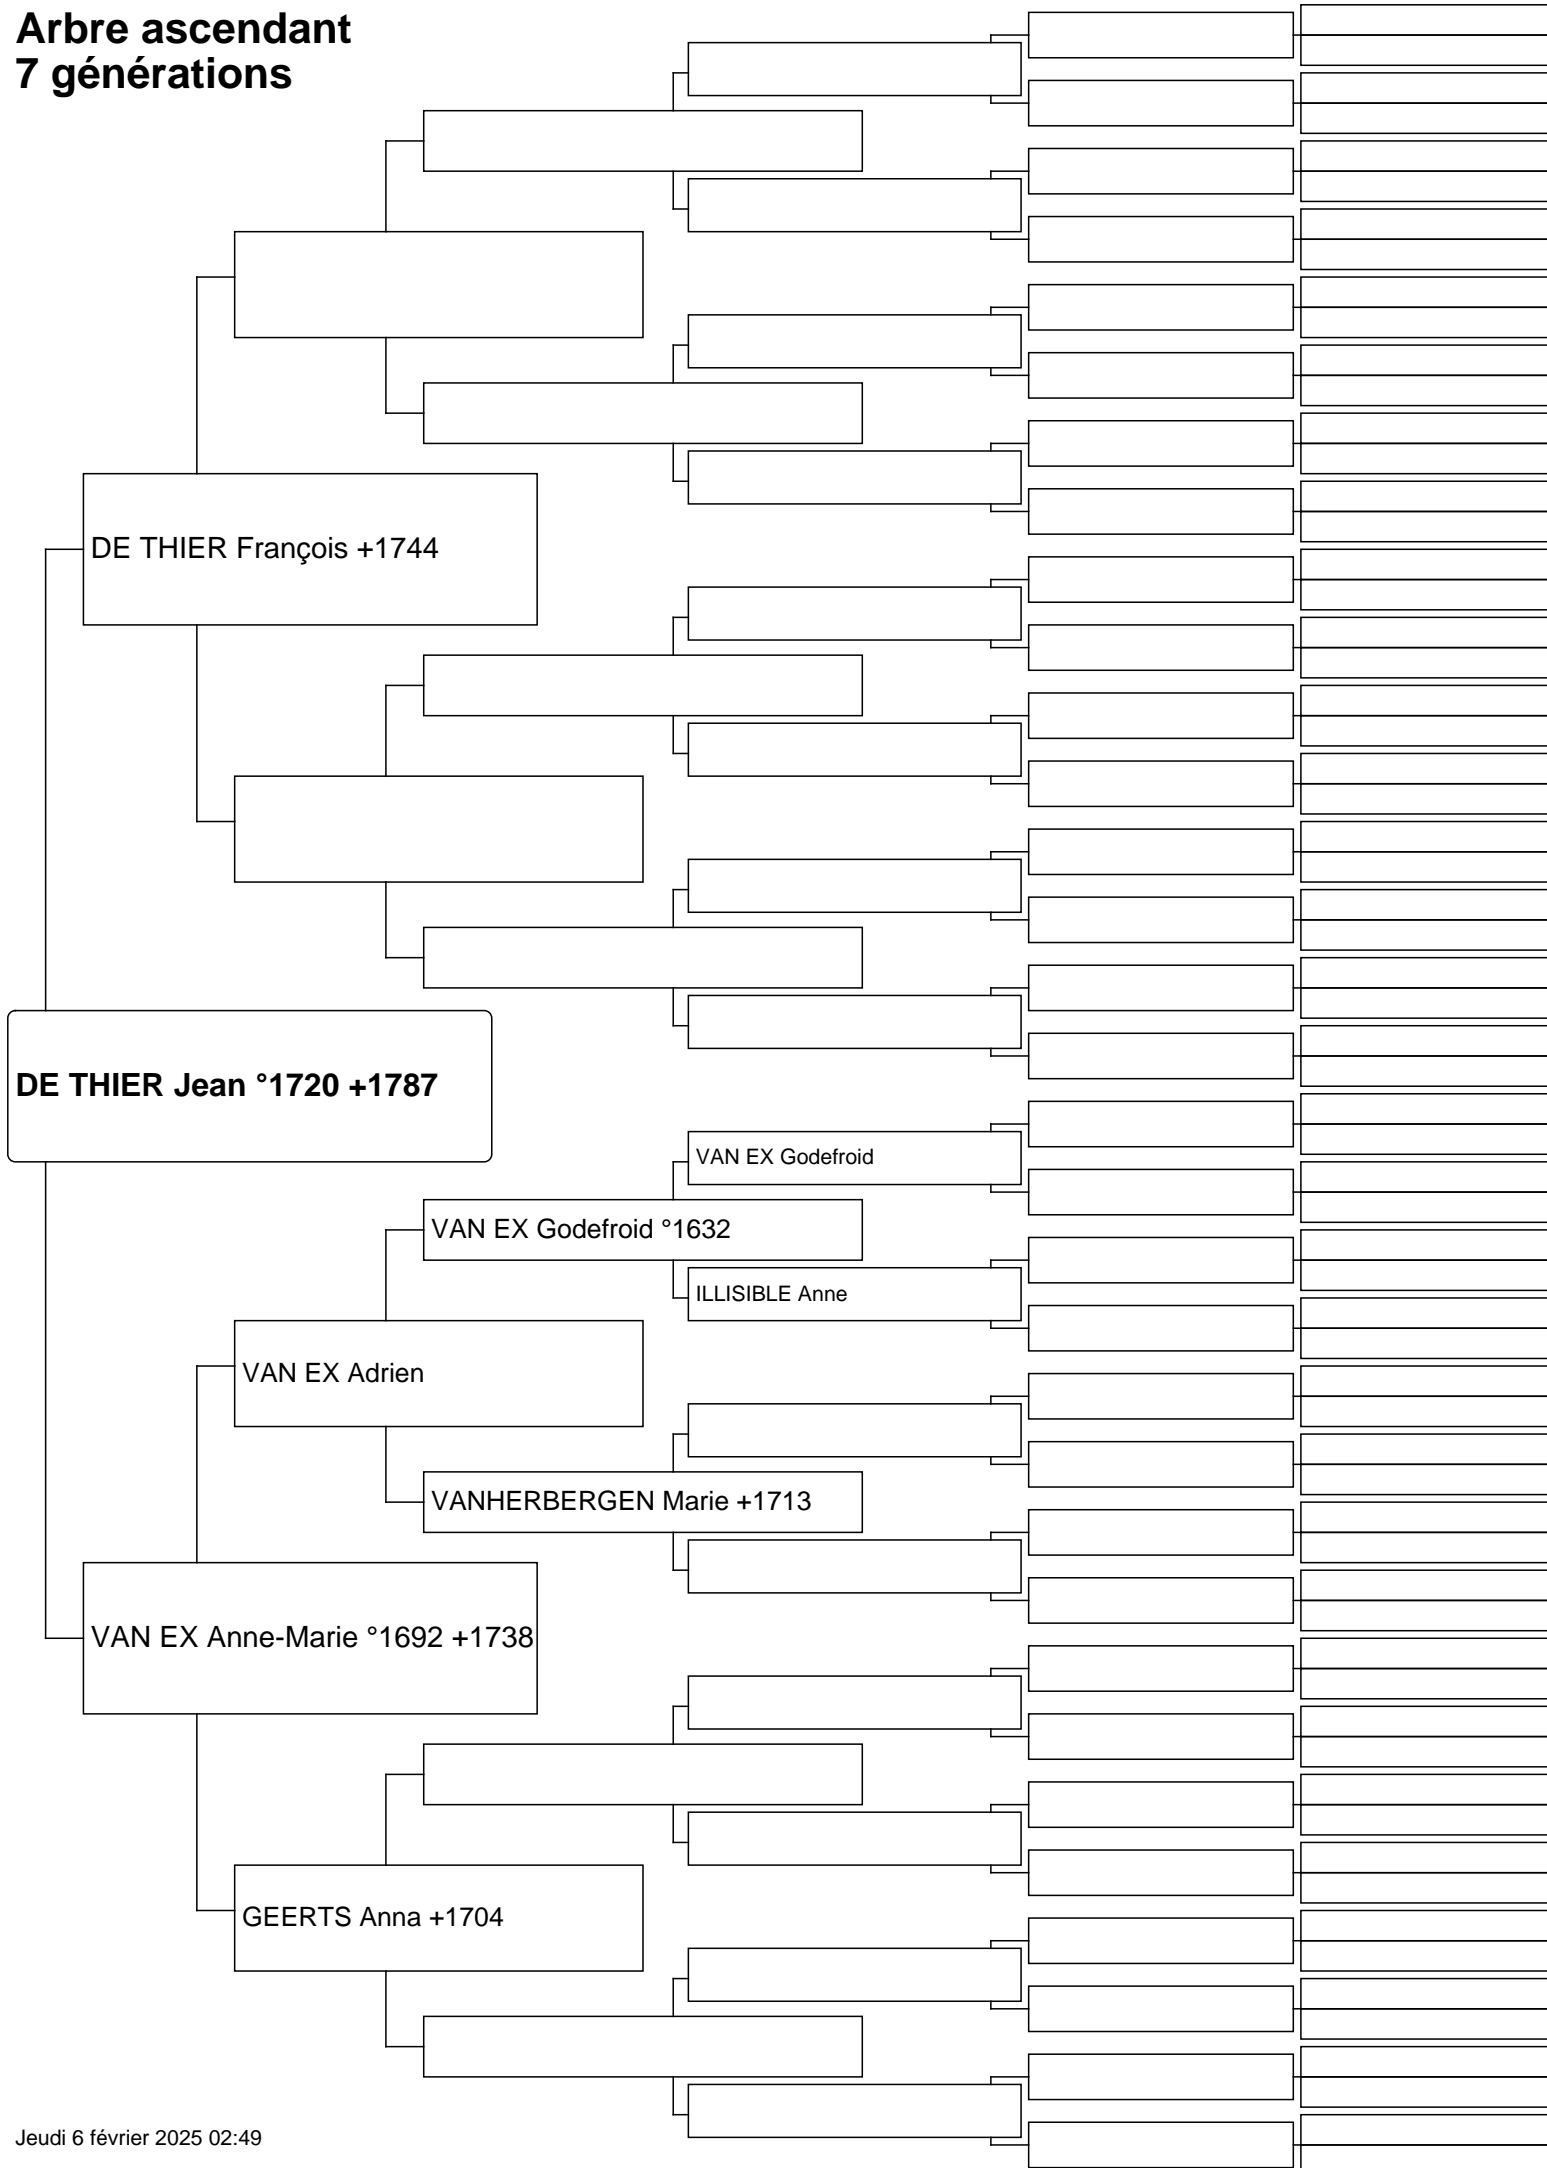 Arbre ascendant
7 générations
DE THIER François +1744
DE THIER Jean °1720 +1787
VAN EX Godefroid
VAN EX Godefroid °1632
ILLISIBLE Anne
VAN EX Adrien
VANHERBERGEN Marie +1713
VAN EX Anne-Marie °1692 +1738
GEERTS Anna +1704
Jeudi 6 février 2025 02:49